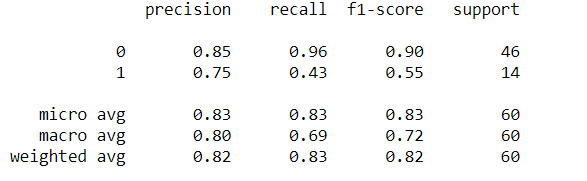 precision recall f1-score support
0 0.85 0.96 0.90 46
1 0.75 0.43 0.55 14
micro avg 0.83 0.83 0.83 60
macro avg 0.80 0.69 0.72 60
weighted avg 0.82 0.83 0.82 60